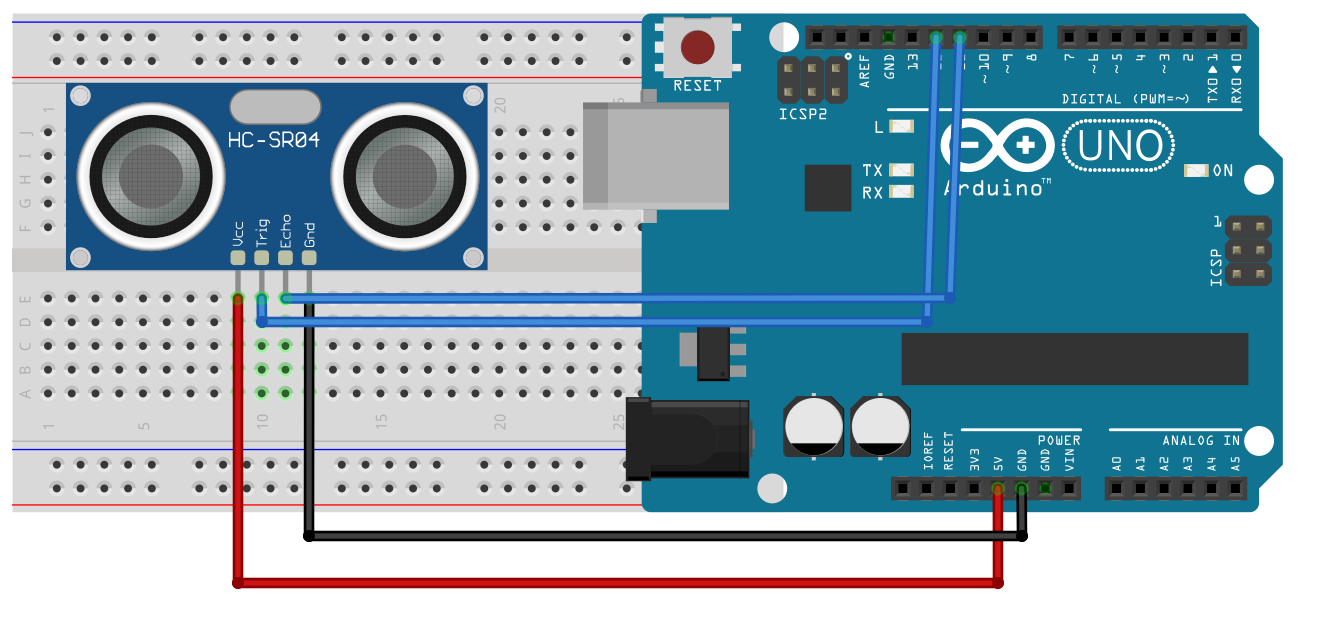 RESET
ICSP2
AREF
GND
13
~10
~9
8
7
~6
~5
4
~3
2
TX0▶1
RX0◀0
DIGITAL (PWM=~)
L
TX
RX
UNO
Arduino™
ON
1
ICSP
HC-SR04
Vcc
Trig
Echo
Gnd
1
20
J
I
H
G
F
E
D
C
B
A
1
5
10
15
20
25
IOREF
RESET
3V3
5V
GND
GND
VIN
POWER
ANALOG IN
A0
A1
A2
A3
A4
A5